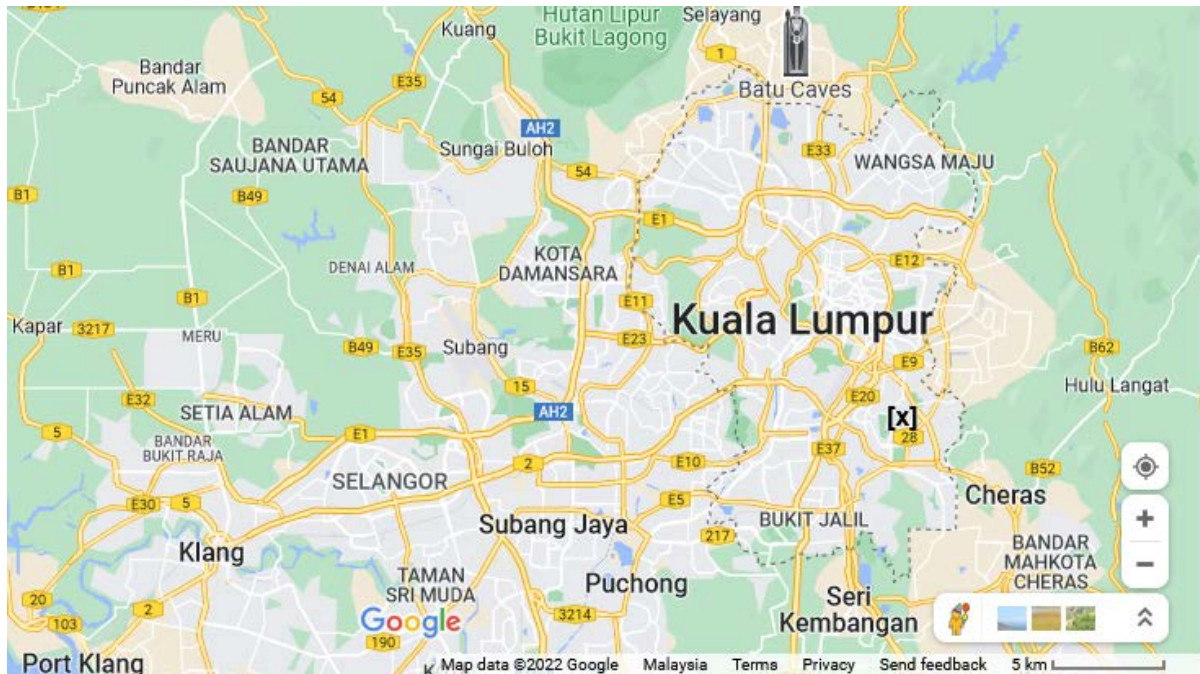 Hutan Lipur
Bukit Lagong
Selayang
Kuang
1
Bandar
Puncak Alam
E35
54
Batu Caves
AH2
BANDAR
SAUJANA UTAMA
Sungai Buloh
E33
WANGSA MAJU
54
B1
B49
E1
KOTA
DAMANSARA
E12
DENAI ALAM
B1
B1
E11
Kuala Lumpur
Kapar
3217
MERU
E23
B49
E35
Subang
B62
E9
Hulu Langat
15
E32
E20
SETIA ALAM
AH2
[x]
5
E1
28
BANDAR
BUKIT RAJA
E37
2
E10
B52
SELANGOR
Cheras
E30
5
E5
Subang Jaya
BUKIT JALIL
217
Klang
BANDAR
MAHKOTA
CHERAS
TAMAN
SRI MUDA
Puchong
Seri
Kembangan
20
2
3214
103
Google
190
Port Klang
Map data ©2022 Google Malaysia Terms Privacy Send feedback 5 km